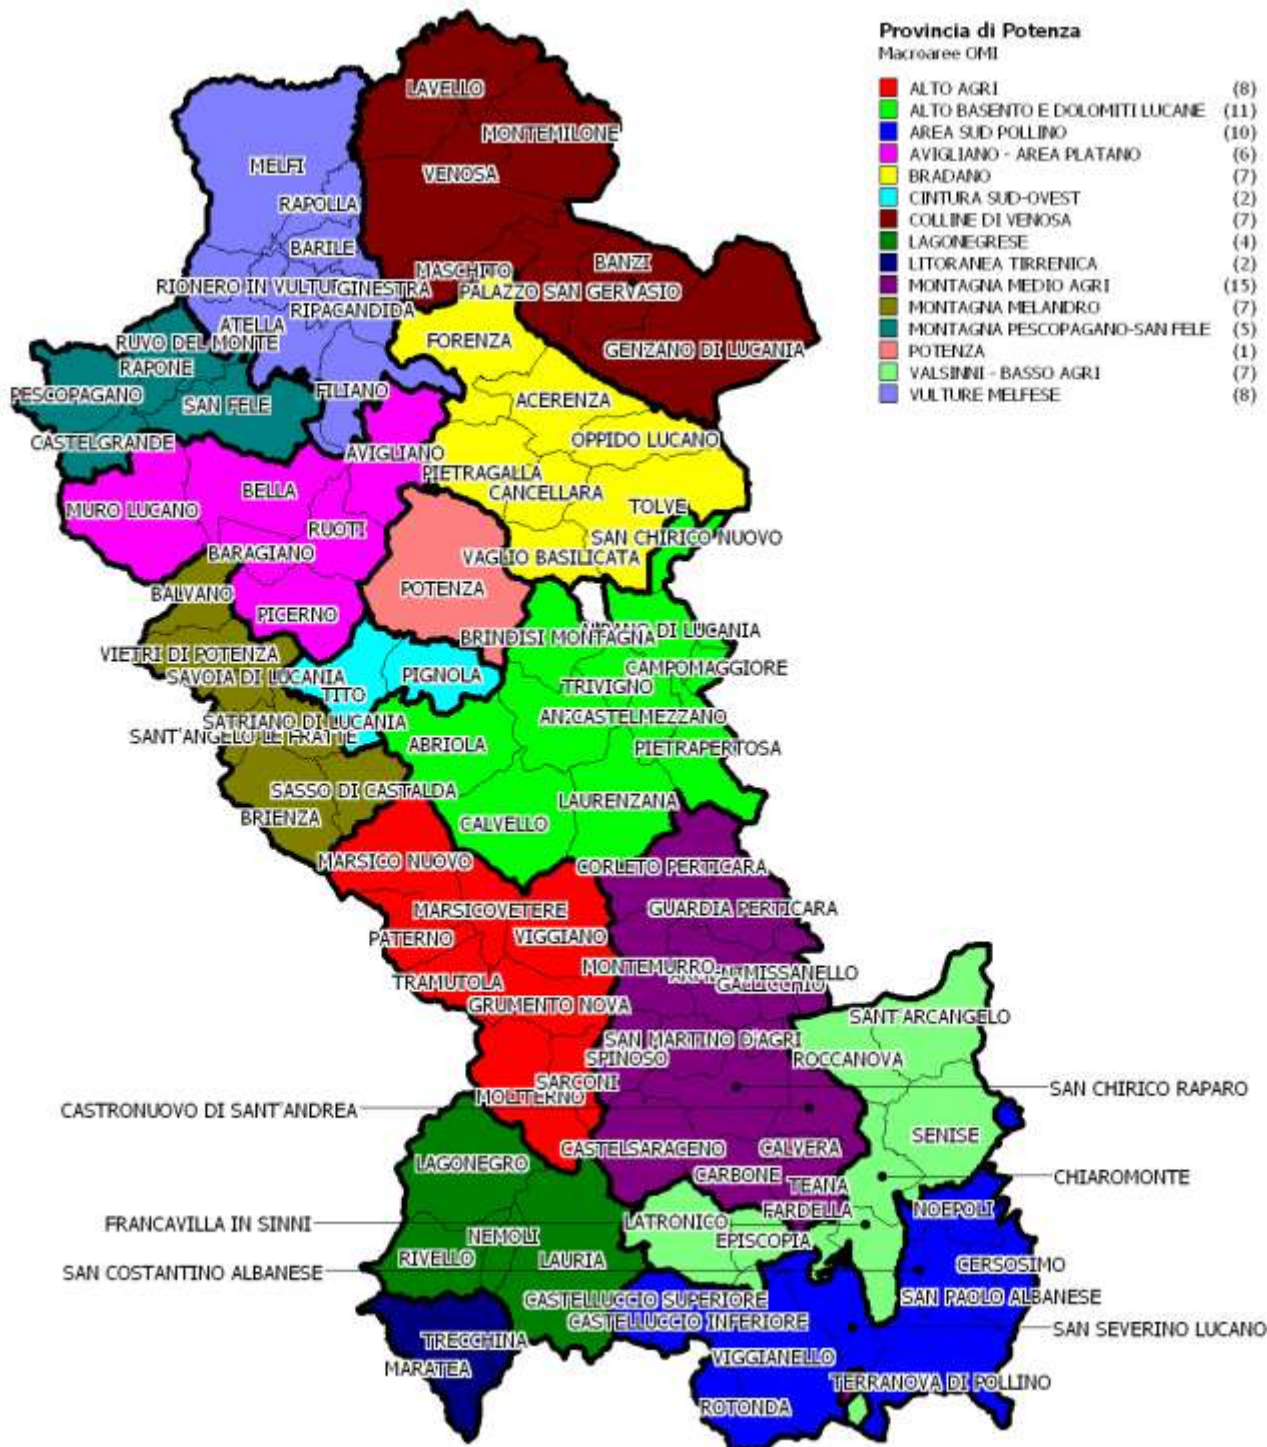 Provincia di Potenza
Macroaree OMI
ALTO AGRI (8)
ALTO BASENTO E DOLOMITI LUCANE (11)
AREA SUD POLLINO (10)
AVIGLIANO - AREA PLATANO (6)
BRADANO (7)
CINTURA SUD-OVEST (2)
COLLINE DI VENOSA (7)
LAGONEGRESE (4)
LITORANEA TIRRENICA (2)
MONTAGNA MEDIO AGRI (15)
MONTAGNA MELANDRO (7)
MONTAGNA PESCOPAGANO-SAN FELE (5)
POTENZA (1)
VALSINNI - BASSO AGRI (7)
VULTURE MELFESE (8)
LAVELLO
MONTEMILONE
MELFI
VENOSA
RAPOLLA
BARILE
BANZI
MASCHITO
RIONERO IN VULTU
GINESTRA
PALAZZO SAN GERVASIO
RIPACANDIDA
ATELLA
FORENZA
RUVO DEL MONTE
GENZANO DI LUCANIA
RAPONE
PESCOPAGANO
FILIANO
SAN FELE
ACERENZA
CASTELGRANDE
OPPIDO LUCANO
AVIGLIANO
PIETRAGALLA
BELLA
CANCELLARA
MURO LUCANO
TOLVE
RUOTI
SAN CHIRICO NUOVO
BARAGIANO
VAGLIO BASILICATA
BALVANO
POTENZA
PICERNO
BRINDISI MONTAGNA
ANO DI LUCANIA
VIETRI DI POTENZA
CAMPOMAGGIORE
SAVOIA DI LUCANIA
PIGNOLA
TRIVIGNO
TITO
SATRIANO DI LUCANIA
CASTELMEZZANO
SANT'ANGELO LE FRATTE
ABRIOLA
PIETRAPERTOSA
SASSO DI CASTALDA
LAURENZANA
BRIENZA
CALVELLO
MARSICO NUOVO
CORLETO PERTICARA
MARSICOVETERE
GUARDIA PERTICARA
PATERNO
VIGGIANO
MONTEMURRO
MISSANELLO
TRAMUTOLA
GALLICCHIO
GRUMENTO NOVA
SANT'ARCANGELO
SAN MARTINO D'AGRI
SPINOSO
ROCCANOVA
SARCONI
MOLITERNO
SAN CHIRICO RAPARO
CASTRONUOVO DI SANT'ANDREA
SENISE
CASTELSARACENO
CALVERA
LAGONEGRO
CARBONE
CHIAROMONTE
TEANA
FARDELLA
NOEPOLI
FRANCAVILLA IN SINNI
LATRONICO
NEMOLI
EPISCOPIA
RIVELLO
LAURIA
CERSOSIMO
SAN COSTANTINO ALBANESE
SAN PAOLO ALBANESE
CASTELLUCCIO SUPERIORE
CASTELLUCCIO INFERIORE
SAN SEVERINO LUCANO
TRECCHINA
VIGGIANELLO
MARATEA
TERRANOVA DI POLLINO
ROTONDA